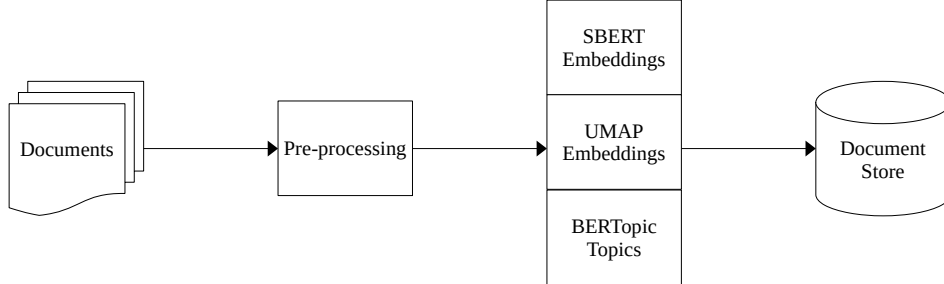 Documents
Pre-processing
SBERT
Embeddings
UMAP
Embeddings
BERTopic
Topics
Document
Store